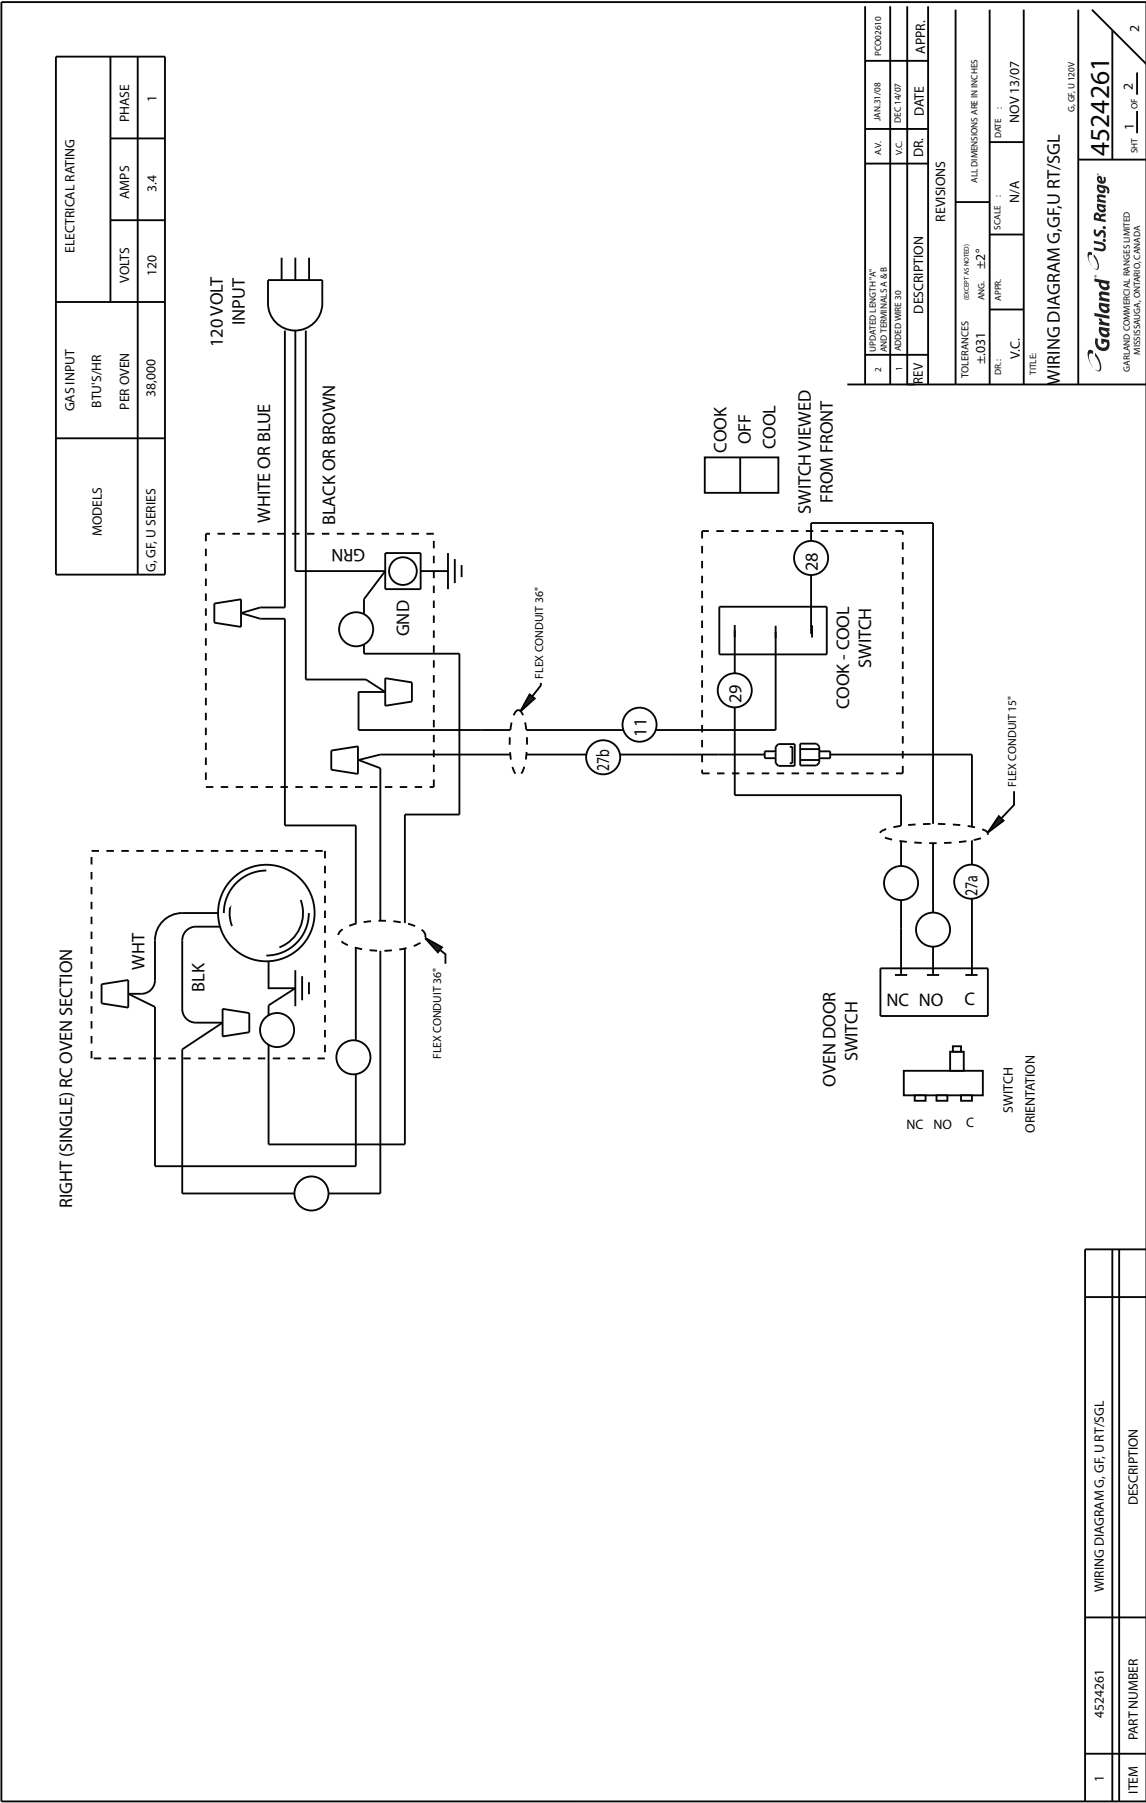 MODELS
GAS INPUT
BTU'S/HR
PER OVEN
ELECTRICAL RATING
VOLTS
AMPS
PHASE
G, GF, U SERIES
38,000
120
3.4
1
RIGHT (SINGLE) RC OVEN SECTION
WHT
BLK
FLEX CONDUIT 36"
120 VOLT
INPUT
WHITE OR BLUE
BLACK OR BROWN
GRN
GND
FLEX CONDUIT 36"
27b
11
29
28
COOK - COOL
SWITCH
COOK
OFF
COOL
SWITCH VIEWED
FROM FRONT
FLEX CONDUIT 15"
27a
OVEN DOOR
SWITCH
NC NO C
NC NO C
SWITCH
ORIENTATION
2 UPDATED LENGTH "A" AND TERMINALS A & B A.V. JAN.31/08 PCO02610
1 ADDED WIRE 30 V.C. DEC 14/07
REV DESCRIPTION DR. DATE APPR.
REVISIONS
TOLERANCES (EXCEPT AS NOTED)
±.031 ANG. ±2°
ALL DIMENSIONS ARE IN INCHES
DR.: V.C.
APPR.
SCALE : N/A
DATE : NOV 13/07
TITLE:
WIRING DIAGRAM G,GF,U RT/SGL
G, GF, U 120V
Garland U.S. Range
GARLAND COMMERCIAL RANGES LIMITED
MISSISSAUGA, ONTARIO, CANADA
4524261
SHT 1 OF 2
2
1 4524261 WIRING DIAGRAM G, GF, U RT/SGL
ITEM PART NUMBER DESCRIPTION